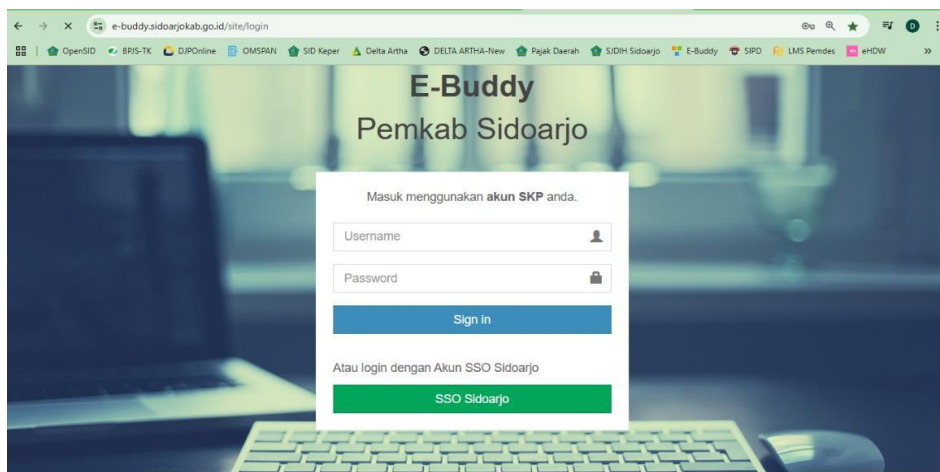 e-buddy.sidoarjokab.go.id/site/login
D
OpenSID BPJS-TK DJPOnline OMSPAN SID Keper Delta Artha DELTA ARTHA-New Pajak Daerah SJDIH Sidoarjo E-Buddy SIPD LMS Pemdes eHDW »
E-Buddy
Pemkab Sidoarjo
Masuk menggunakan akun SKP anda.
Username
Password
Sign in
Atau login dengan Akun SSO Sidoarjo
SSO Sidoarjo